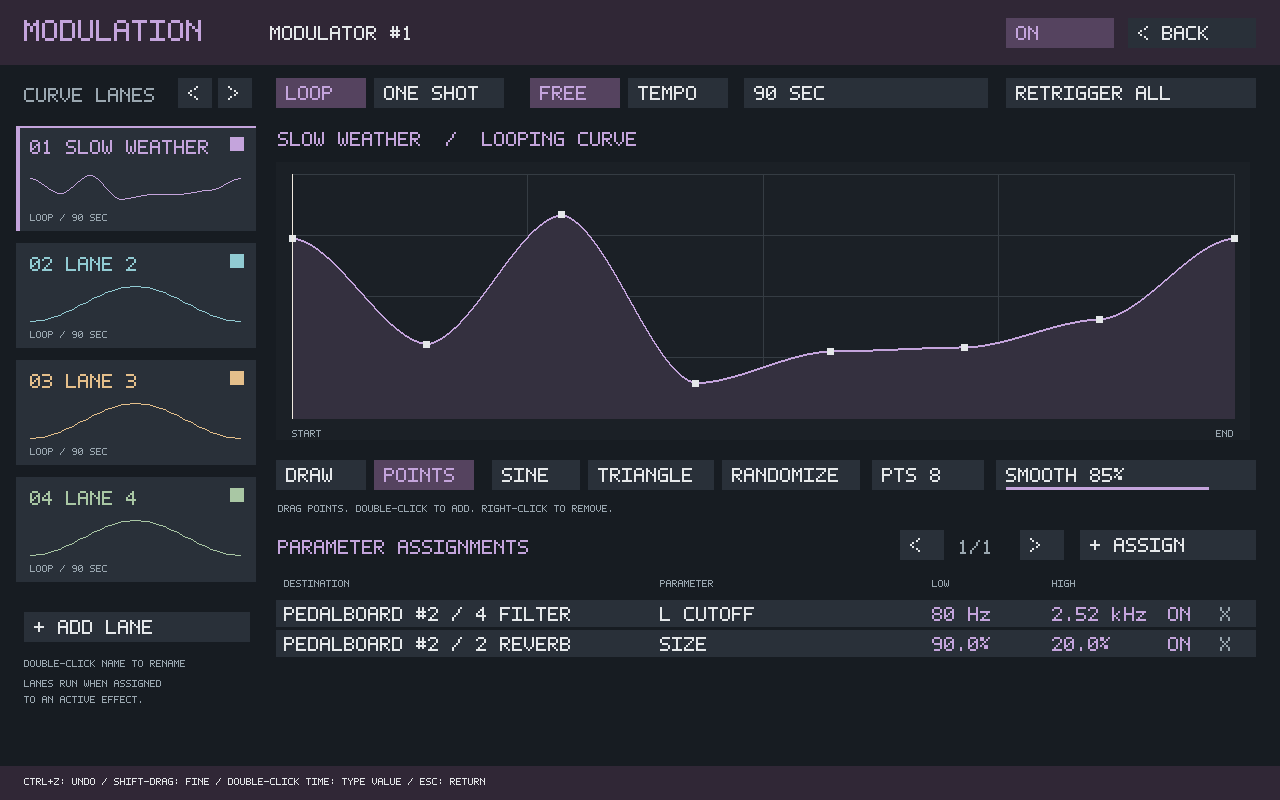 MODULATION
MODULATOR #1
ON
< BACK
CURVE LANES
<
>
LOOP
ONE SHOT
FREE
TEMPO
90 SEC
RETRIGGER ALL
01 SLOW WEATHER
LOOP / 90 SEC
02 LANE 2
LOOP / 90 SEC
03 LANE 3
LOOP / 90 SEC
04 LANE 4
LOOP / 90 SEC
+ ADD LANE
DOUBLE-CLICK NAME TO RENAME
LANES RUN WHEN ASSIGNED
TO AN ACTIVE EFFECT.
SLOW WEATHER / LOOPING CURVE
START
END
DRAW
POINTS
SINE
TRIANGLE
RANDOMIZE
PTS 8
SMOOTH 85%
DRAG POINTS. DOUBLE-CLICK TO ADD. RIGHT-CLICK TO REMOVE.
PARAMETER ASSIGNMENTS
<
1/1
>
+ ASSIGN
DESTINATION PARAMETER LOW HIGH
PEDALBOARD #2 / 4 FILTER L CUTOFF 80 Hz 2.52 kHz ON X
PEDALBOARD #2 / 2 REVERB SIZE 90.0% 20.0% ON X
CTRL+Z: UNDO / SHIFT-DRAG: FINE / DOUBLE-CLICK TIME: TYPE VALUE / ESC: RETURN